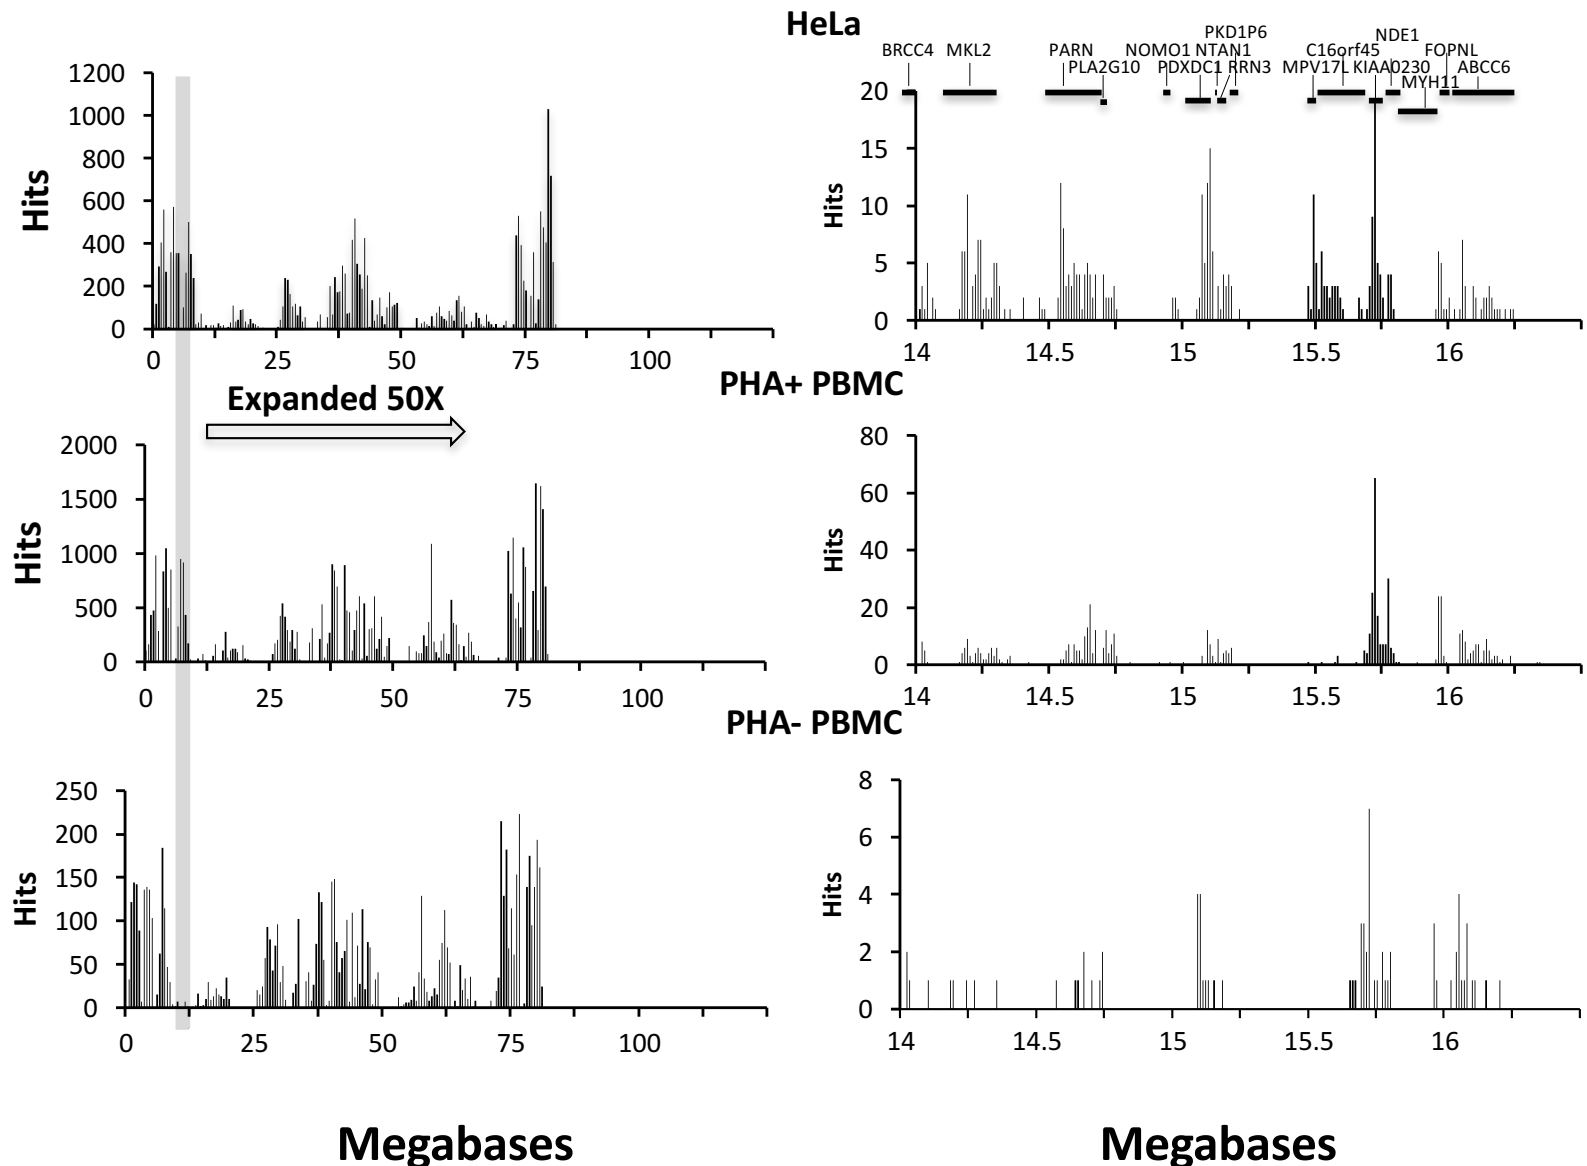 HeLa
PKD1P6
NDE1
BRCC4 MKL2 PARN NOMO1 NTAN1 C16orf45 FOPNL
PLA2G10 PDXDC1 RRN3 MPV17L KIAA0230 ABCC6
MYH11
Hits
1200
1000
800
600
400
200
0
0 25 50 75 100
Hits
20
15
10
5
0
14 14.5 15 15.5 16
PHA+ PBMC
Expanded 50X
Hits
2000
1500
1000
500
0
0 25 50 75 100
Hits
80
60
40
20
0
14 14.5 15 15.5 16
PHA- PBMC
Hits
250
200
150
100
50
0
0 25 50 75 100
Hits
8
6
4
2
0
14 14.5 15 15.5 16
Megabases Megabases